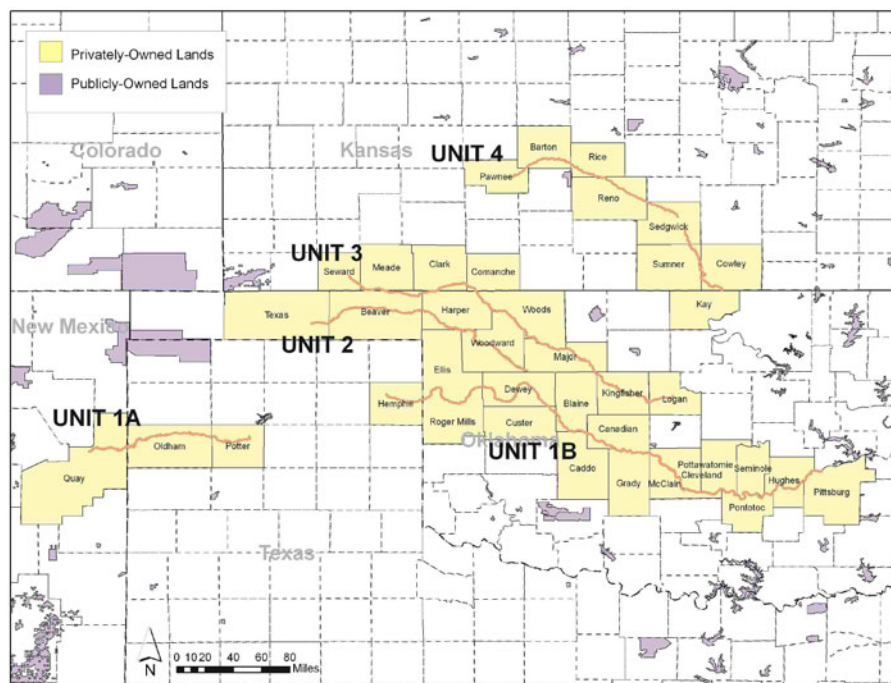 Privately-Owned Lands
Publicly-Owned Lands
Colorado
Kansas
UNIT 4
Barton
Rice
Pawnee
Reno
Sedgwick
UNIT 3
Seward
Meade
Clark
Comanche
Sumner
Cowley
New Mexico
Texas
Beaver
Harper
Woods
Kay
UNIT 2
Woodward
Major
Ellis
Hemphill
Dewey
Blaine
Kingfisher
Logan
UNIT 1A
Roger Mills
Custer
Canadian
Oldham
Potter
Oklahoma
UNIT 1B
Quay
Caddo
Grady
McClain
Pottawatomie
Cleveland
Seminole
Hughes
Pittsburg
Pontotoc
Texas
N
0 10 20 40 60 80
Miles